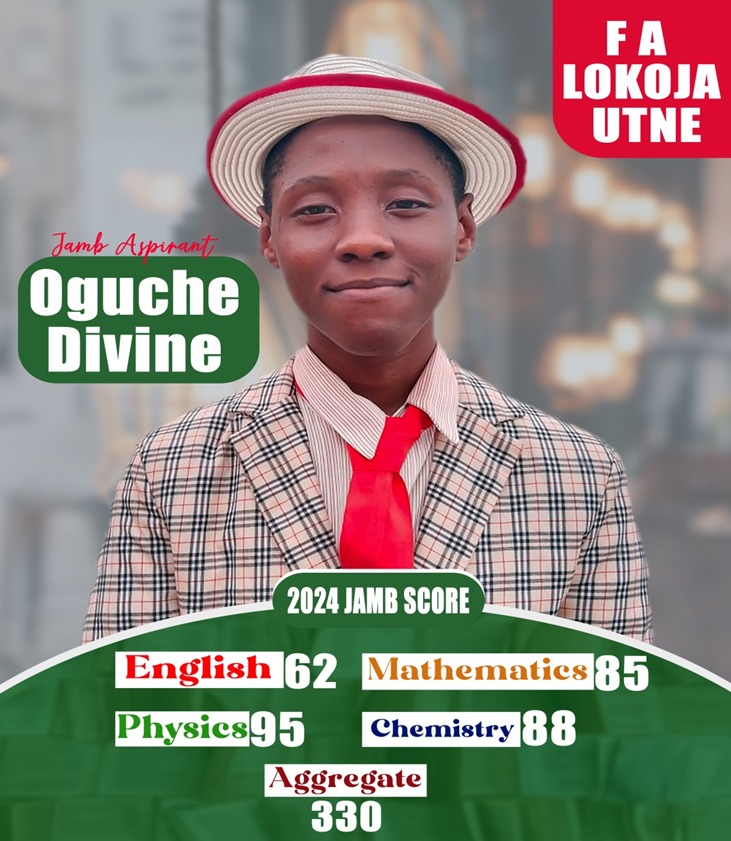 F A
LOKOJA
UTNE
Jamb Aspirant
Oguche
Divine
2024 JAMB SCORE
English 62 Mathematics 85
Physics 95 Chemistry 88
Aggregate
330